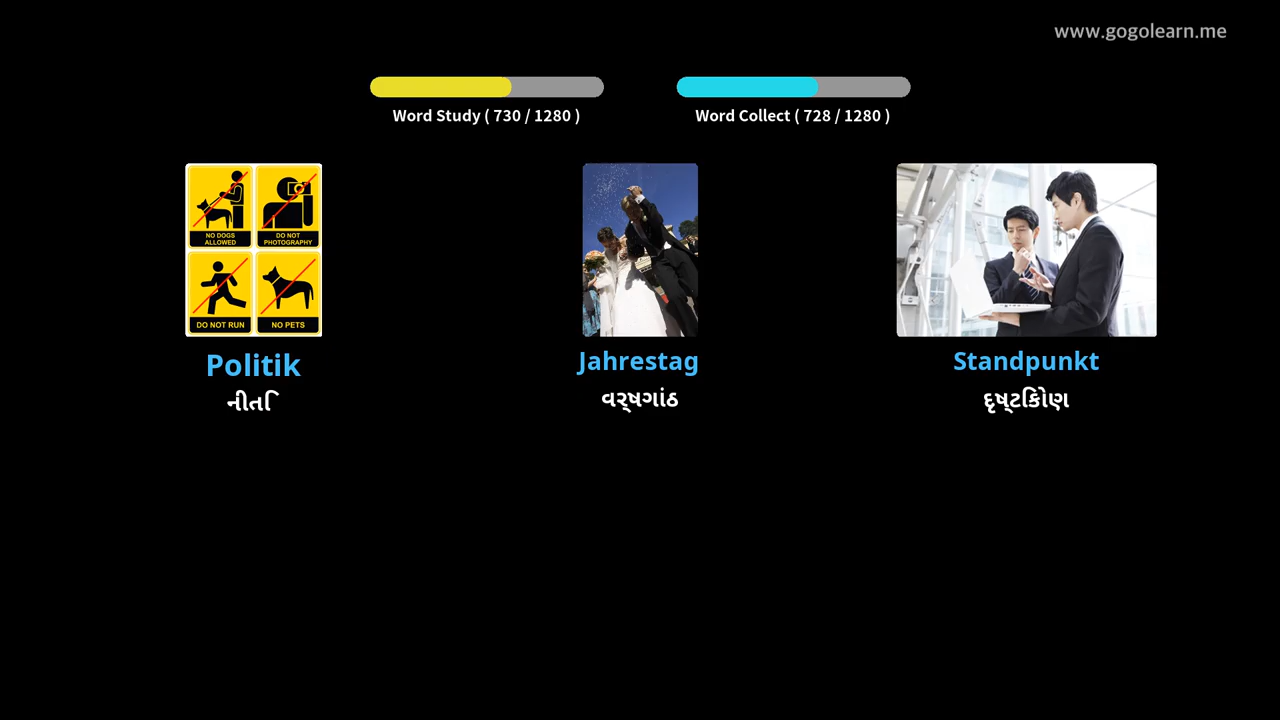 www.gogolearn.me
Word Study ( 730 / 1280 )
Word Collect ( 728 / 1280 )
NO DOGS ALLOWED
DO NOT PHOTOGRAPHY
DO NOT RUN
NO PETS
Politik
Jahrestag
Standpunkt
નીતિ
વર્ષગાંઠ
દૃષ્ટિકોણ